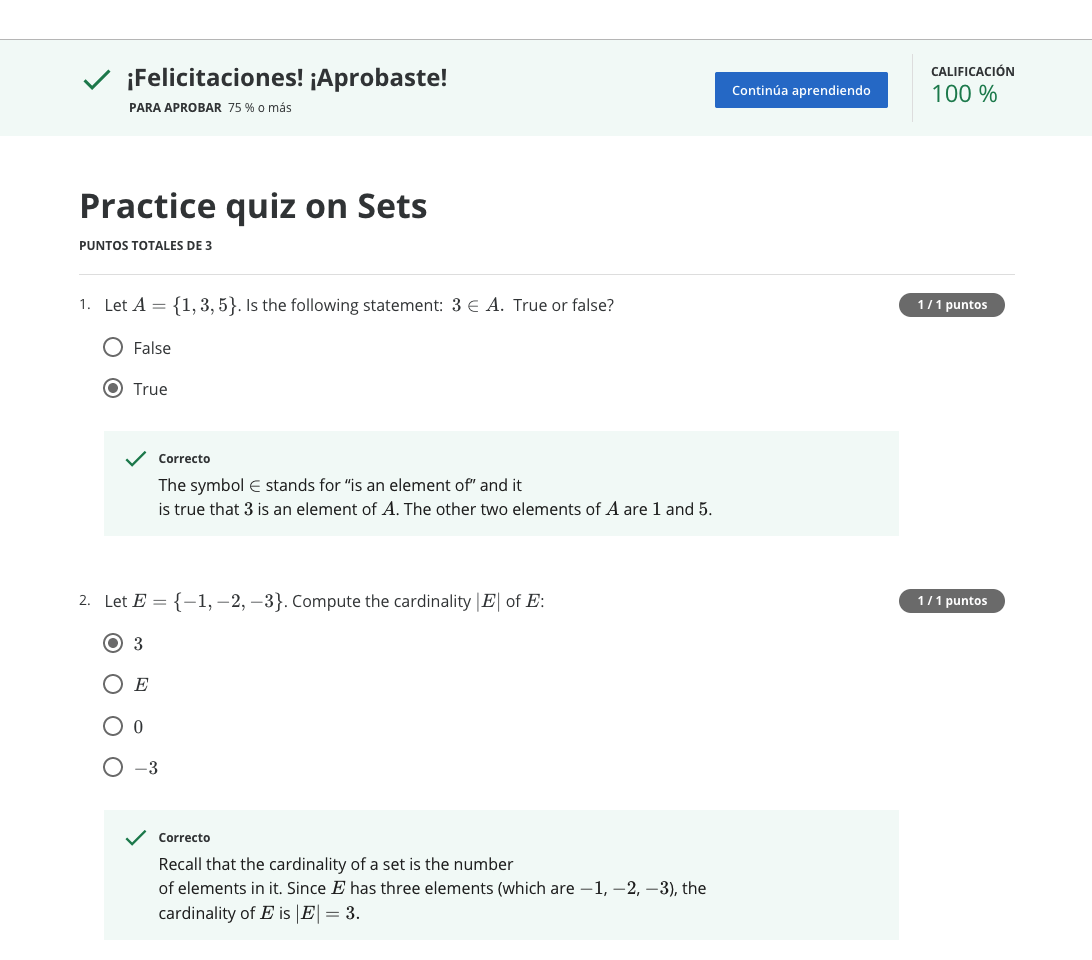 ¡Felicitaciones! ¡Aprobaste!
PARA APROBAR 75 % o más
Continúa aprendiendo
CALIFICACIÓN
100 %
Practice quiz on Sets
PUNTOS TOTALES DE 3
1. Let A = {1, 3, 5}. Is the following statement: 3 ∈ A. True or false?
1 / 1 puntos
False
True
Correcto
The symbol ∈ stands for “is an element of” and it
is true that 3 is an element of A. The other two elements of A are 1 and 5.
2. Let E = {−1, −2, −3}. Compute the cardinality |E| of E:
1 / 1 puntos
3
E
0
−3
Correcto
Recall that the cardinality of a set is the number
of elements in it. Since E has three elements (which are −1, −2, −3), the
cardinality of E is |E| = 3.